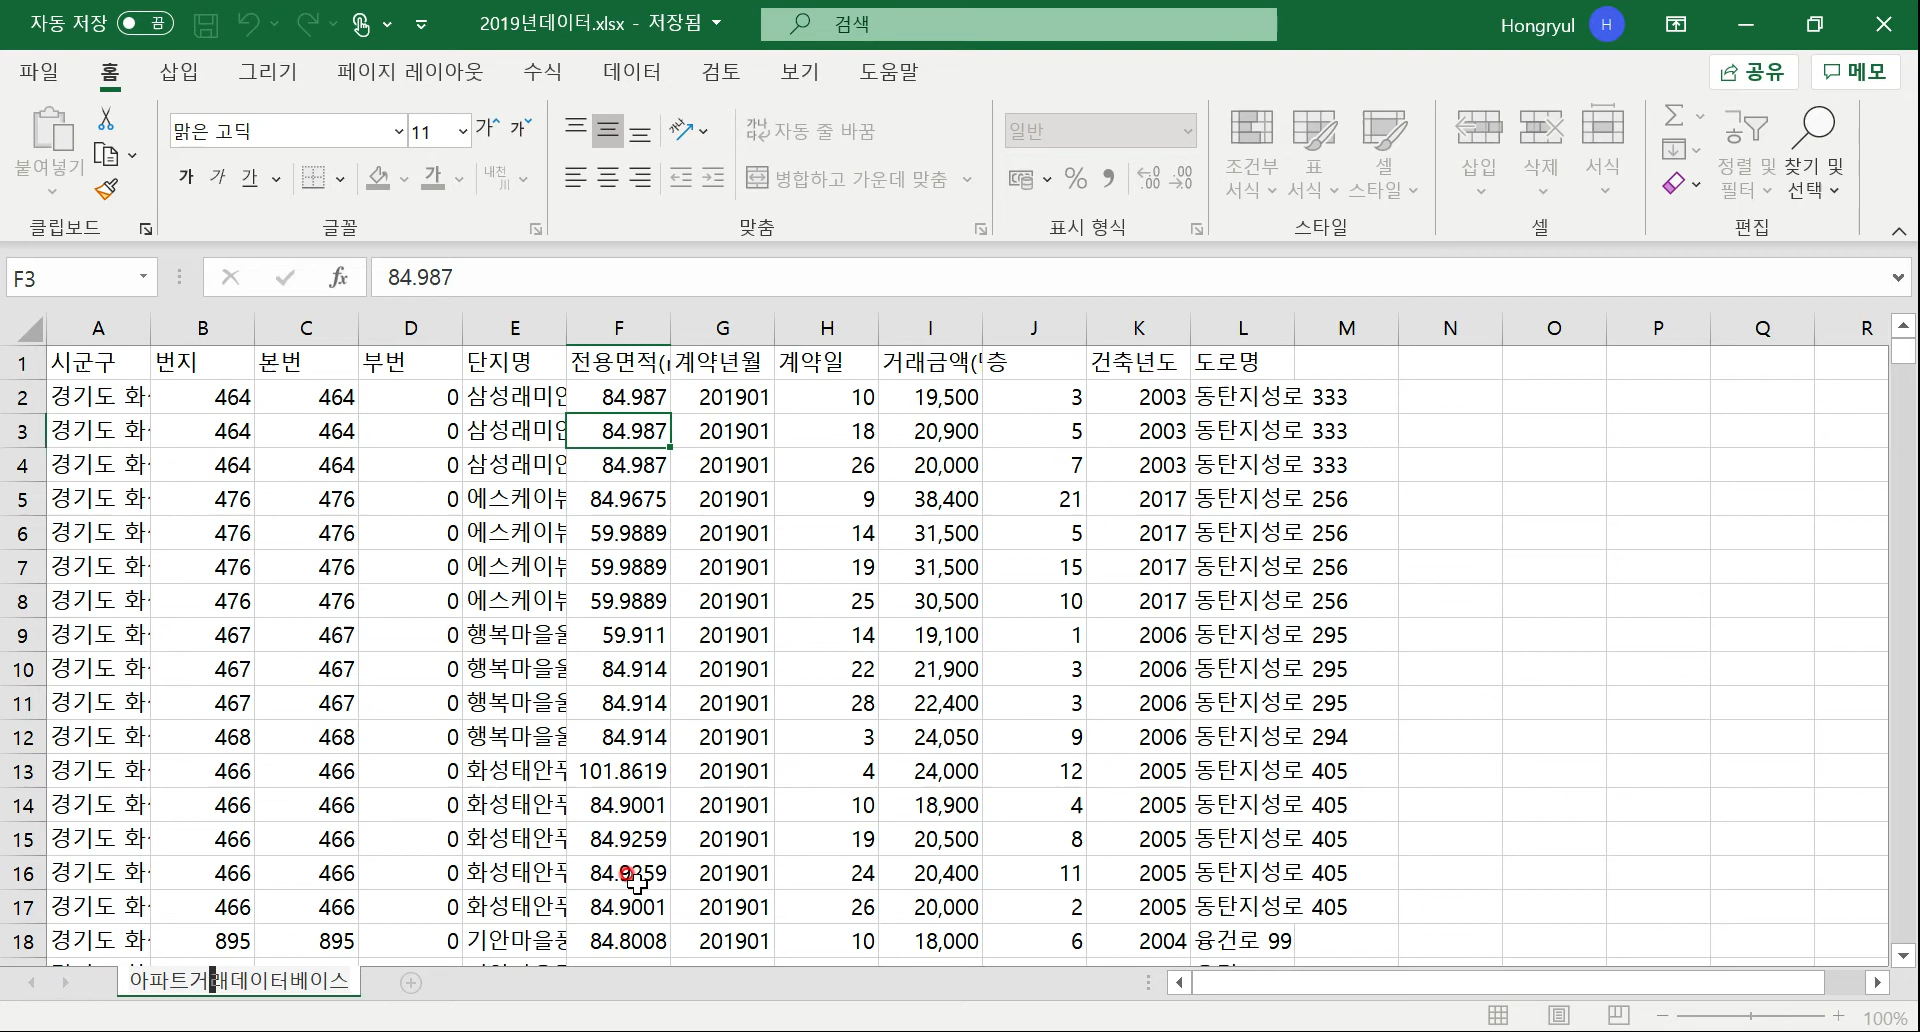 자동 저장 끔 2019년데이터.xlsx - 저장됨 검색 Hongryul H
파일 홈 삽입 그리기 페이지 레이아웃 수식 데이터 검토 보기 도움말 공유 메모
맑은 고딕 11 가 가 가나다 자동 줄 바꿈 일반
붙여넣기 가 가 가 가 내천 병합하고 가운데 맞춤 % 조건부 서식 표 서식 셀 스타일 삽입 삭제 서식 정렬 및 필터 찾기 및 선택
클립보드 글꼴 맞춤 표시 형식 스타일 셀 편집
F3 fx 84.987
A B C D E F G H I J K L M N O P Q R
1 시군구 번지 본번 부번 단지명 전용면적( 계약년월 계약일 거래금액( 층 건축년도 도로명
2 경기도 화 464 464 0 삼성래미안 84.987 201901 10 19,500 3 2003 동탄지성로 333
3 경기도 화 464 464 0 삼성래미안 84.987 201901 18 20,900 5 2003 동탄지성로 333
4 경기도 화 464 464 0 삼성래미안 84.987 201901 26 20,000 7 2003 동탄지성로 333
5 경기도 화 476 476 0 에스케이뷰 84.9675 201901 9 38,400 21 2017 동탄지성로 256
6 경기도 화 476 476 0 에스케이뷰 59.9889 201901 14 31,500 5 2017 동탄지성로 256
7 경기도 화 476 476 0 에스케이뷰 59.9889 201901 19 31,500 15 2017 동탄지성로 256
8 경기도 화 476 476 0 에스케이뷰 59.9889 201901 25 30,500 10 2017 동탄지성로 256
9 경기도 화 467 467 0 행복마을 59.911 201901 14 19,100 1 2006 동탄지성로 295
10 경기도 화 467 467 0 행복마을 84.914 201901 22 21,900 3 2006 동탄지성로 295
11 경기도 화 467 467 0 행복마을 84.914 201901 28 22,400 3 2006 동탄지성로 295
12 경기도 화 468 468 0 행복마을 84.914 201901 3 24,050 9 2006 동탄지성로 294
13 경기도 화 466 466 0 화성태안 101.8619 201901 4 24,000 12 2005 동탄지성로 405
14 경기도 화 466 466 0 화성태안 84.9001 201901 10 18,900 4 2005 동탄지성로 405
15 경기도 화 466 466 0 화성태안 84.9259 201901 19 20,500 8 2005 동탄지성로 405
16 경기도 화 466 466 0 화성태안 84.9259 201901 24 20,400 11 2005 동탄지성로 405
17 경기도 화 466 466 0 화성태안 84.9001 201901 26 20,000 2 2005 동탄지성로 405
18 경기도 화 895 895 0 기안마을 84.8008 201901 10 18,000 6 2004 융건로 99
아파트거래데이터베이스
100%